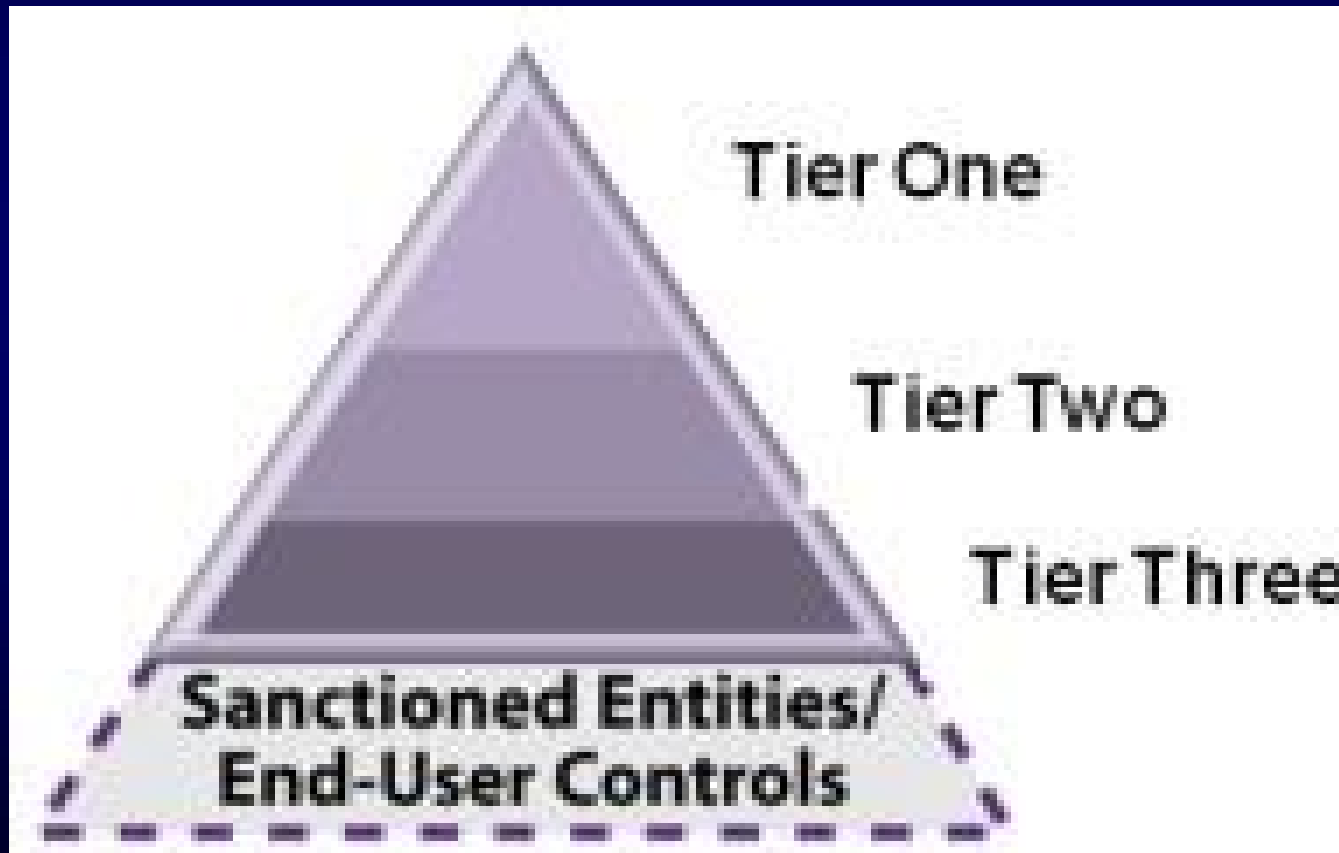 Tier One
Tier Two
Tier Three
Sanctioned Entities/
End-User Controls